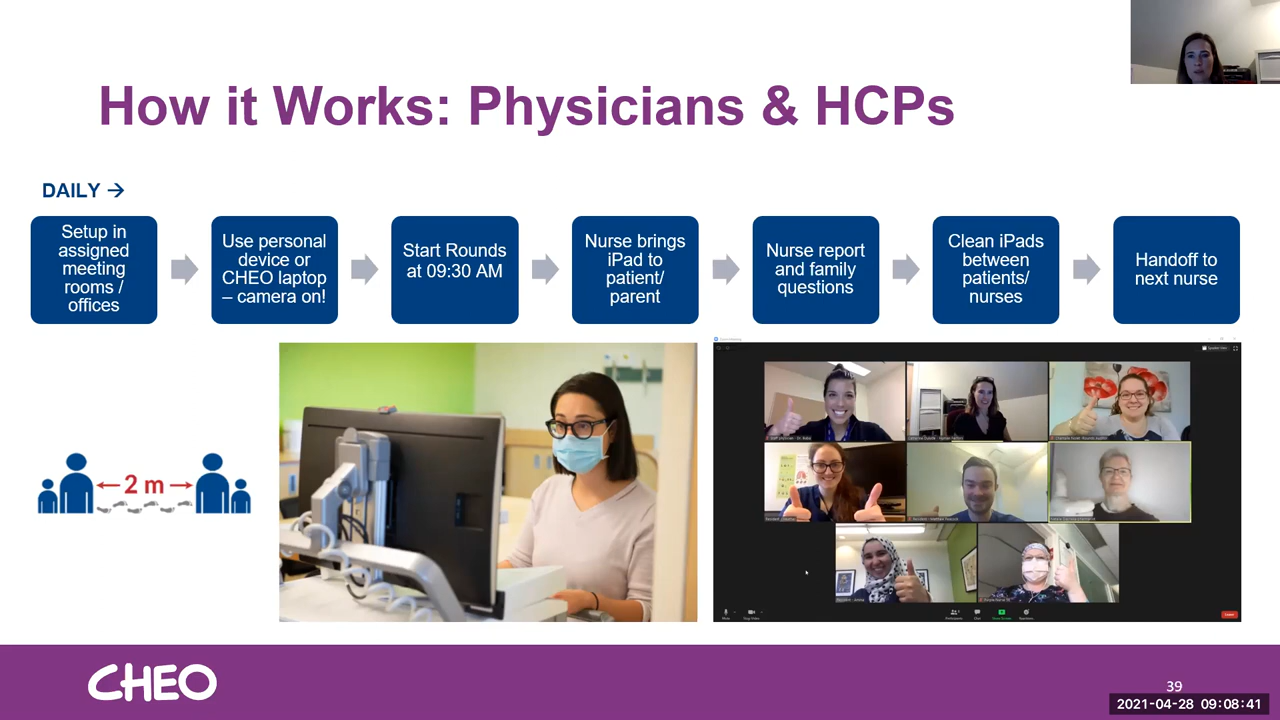 How it Works: Physicians & HCPs
DAILY →
Setup in
assigned
meeting
rooms /
offices
Use personal
device or
CHEO laptop
– camera on!
Start Rounds
at 09:30 AM
Nurse brings
iPad to
patient/
parent
Nurse report
and family
questions
Clean iPads
between
patients/
nurses
Handoff to
next nurse
2 m
CHEO
39
2021-04-28 09:08:41